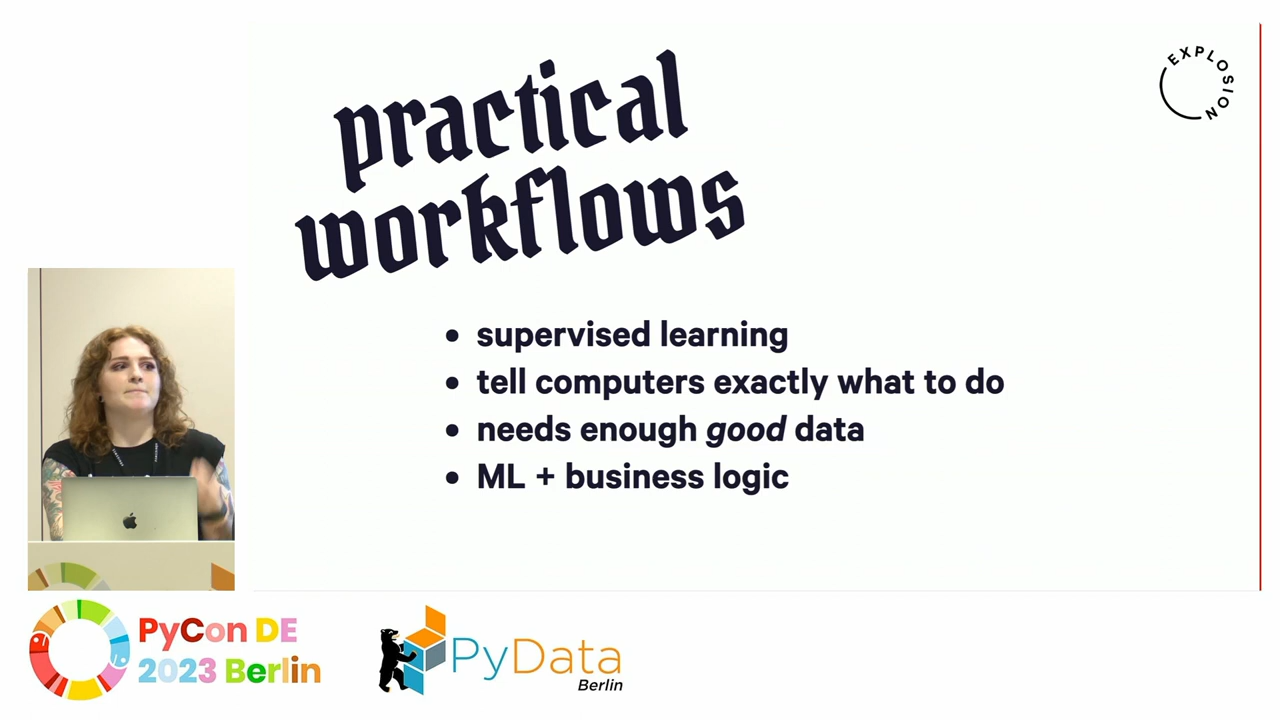 practical
workflows
EXPLOSION
• supervised learning
• tell computers exactly what to do
• needs enough good data
• ML + business logic
PyCon DE
2023 Berlin
PyData
Berlin